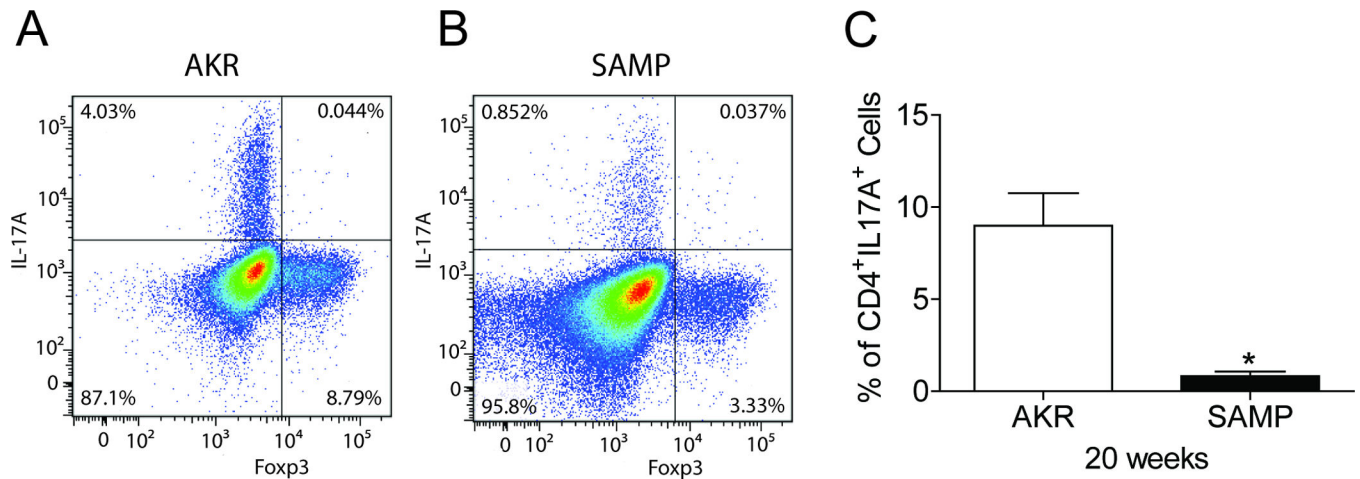 A
AKR
4.03%
0.044%
10⁵
10⁴
10³
10²
0
IL-17A
87.1%
8.79%
0 10² 10³ 10⁴ 10⁵
Foxp3
B
SAMP
0.852%
0.037%
10⁵
10⁴
10³
10²
0
IL-17A
95.8%
3.33%
0 10² 10³ 10⁴ 10⁵
Foxp3
C
% of CD4⁺IL17A⁺ Cells
15
10
5
0
*
AKR SAMP
20 weeks